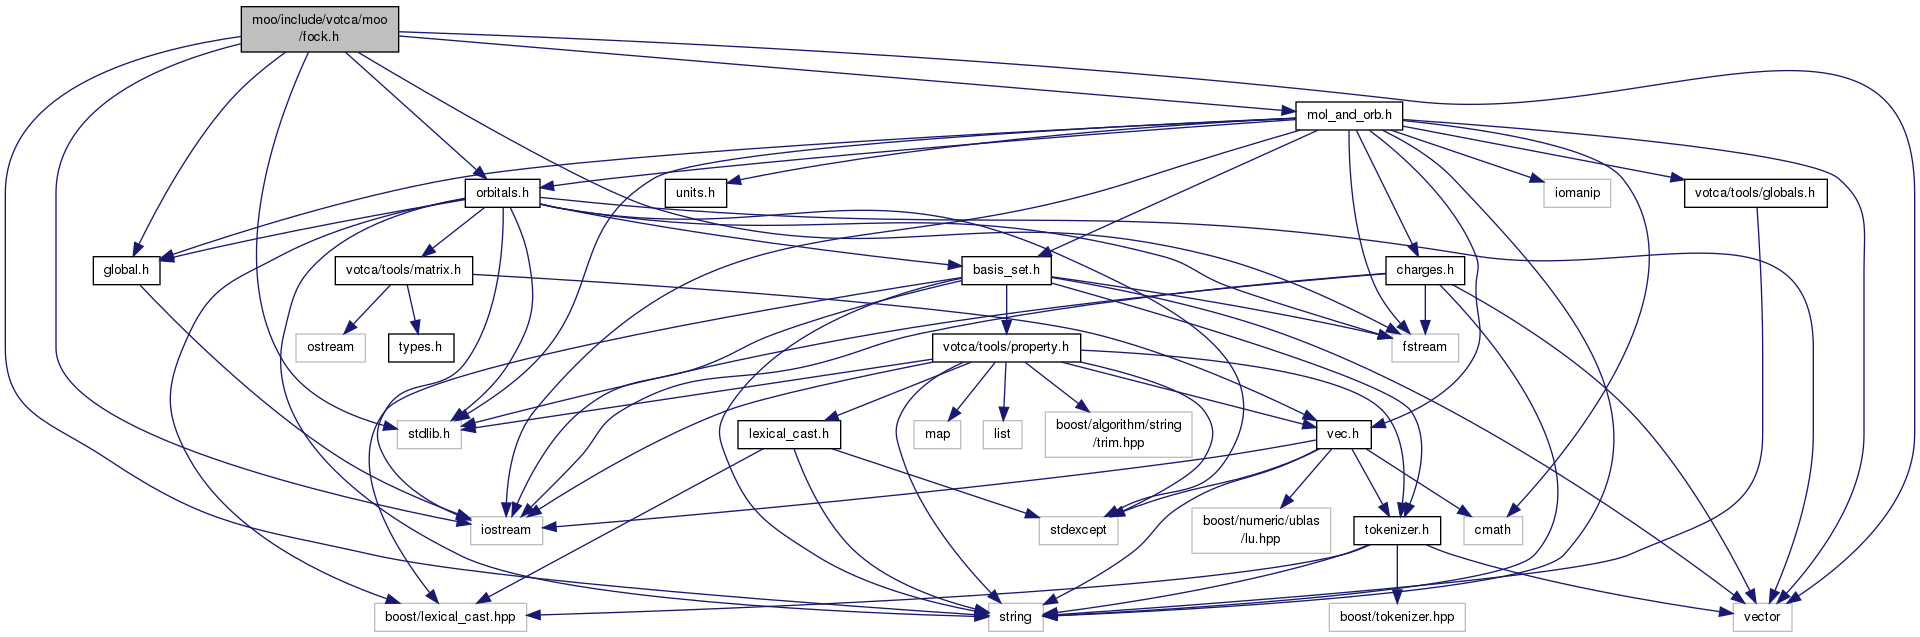 moo/include/votca/moo
/fock.h
mol_and_orb.h
orbitals.h
units.h
iomanip
votca/tools/globals.h
global.h
votca/tools/matrix.h
basis_set.h
charges.h
ostream
types.h
votca/tools/property.h
fstream
stdlib.h
lexical_cast.h
map
list
boost/algorithm/string
/trim.hpp
vec.h
iostream
stdexcept
boost/numeric/ublas
/lu.hpp
tokenizer.h
cmath
boost/lexical_cast.hpp
string
boost/tokenizer.hpp
vector